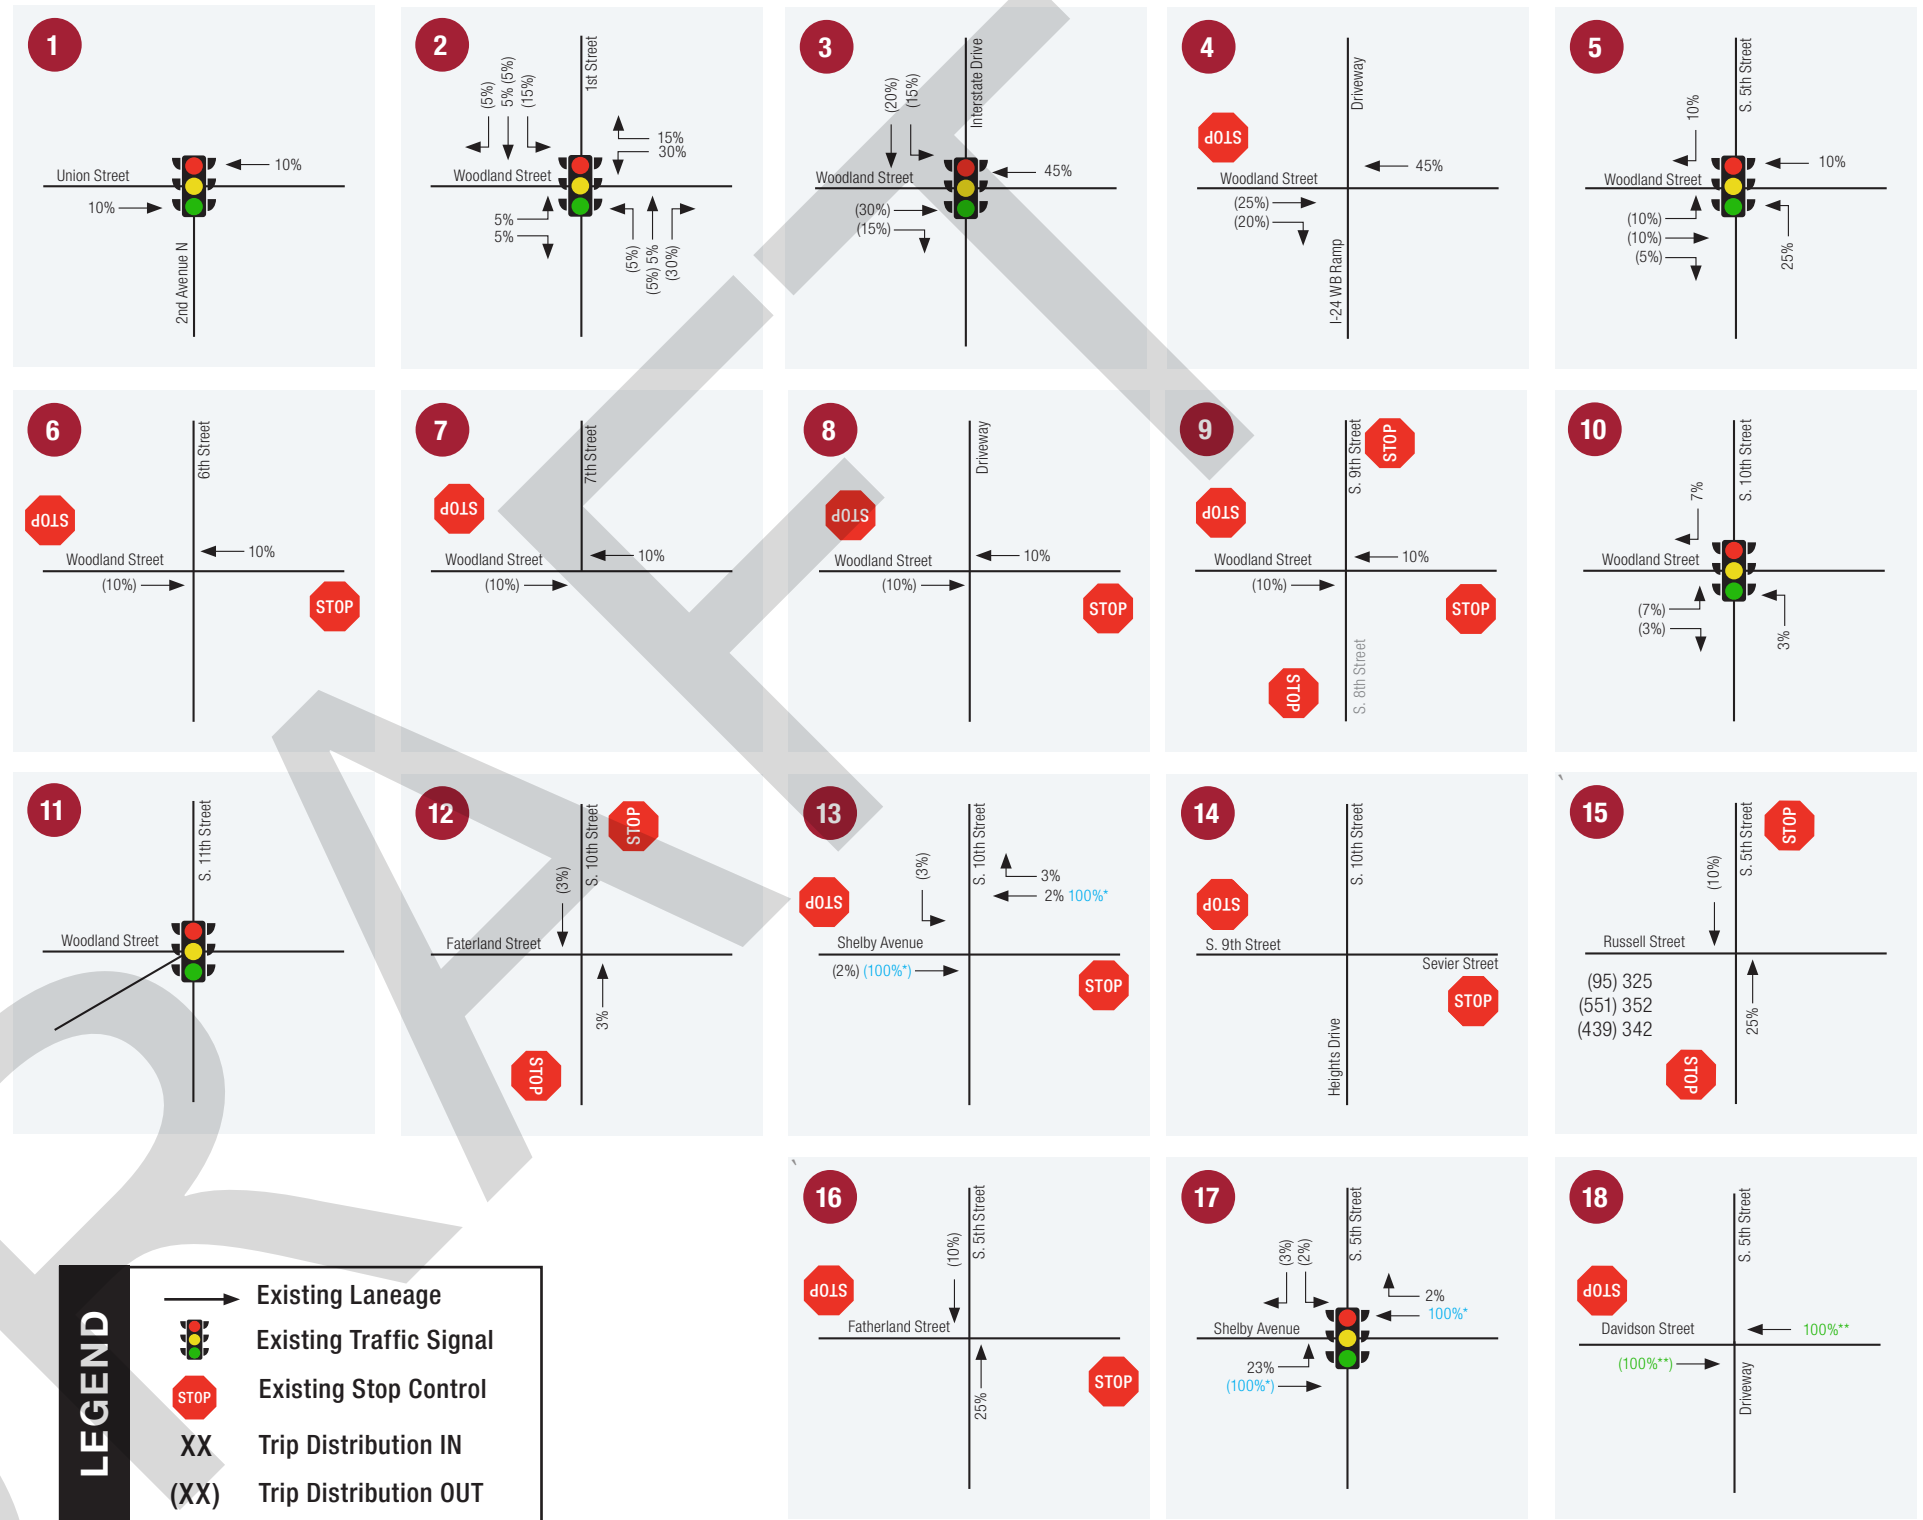 1
Union Street
2nd Avenue N
10%
10%
2
1st Street
(5%)
5% (5%)
(15%)
15%
30%
Woodland Street
5%
5%
(5%)
(5%) 5%
(30%)
3
Interstate Drive
(20%)
(15%)
45%
Woodland Street
(30%)
(15%)
4
Driveway
STOP
45%
Woodland Street
(25%)
(20%)
I-24 WB Ramp
5
S. 5th Street
10%
10%
Woodland Street
(10%)
(10%)
(5%)
25%
6
6th Street
STOP
Woodland Street
10%
(10%)
STOP
7
7th Street
STOP
Woodland Street
10%
(10%)
8
Driveway
STOP
Woodland Street
10%
(10%)
STOP
9
S. 9th Street
STOP
STOP
Woodland Street
10%
(10%)
STOP
S. 8th Street
STOP
10
S. 10th Street
7%
Woodland Street
(7%)
(3%)
3%
11
S. 11th Street
Woodland Street
12
S. 10th Street
STOP
(3%)
Faterland Street
3%
STOP
13
S. 10th Street
(3%)
3%
2% 100%*
STOP
Shelby Avenue
(2%) (100%*)
STOP
14
S. 10th Street
STOP
S. 9th Street
Sevier Street
STOP
Heights Drive
`
15
S. 5th Street
STOP
(10%)
Russell Street
(95) 325
(551) 352
(439) 342
25%
STOP
`
16
S. 5th Street
(10%)
STOP
Fatherland Street
STOP
25%
17
S. 5th Street
(3%)
(2%)
2%
100%*
Shelby Avenue
23%
(100%*)
18
S. 5th Street
STOP
Davidson Street
100%**
(100%**)
Driveway
LEGEND
Existing Laneage
Existing Traffic Signal
STOP
Existing Stop Control
XX
Trip Distribution IN
(XX)
Trip Distribution OUT
DRAFT